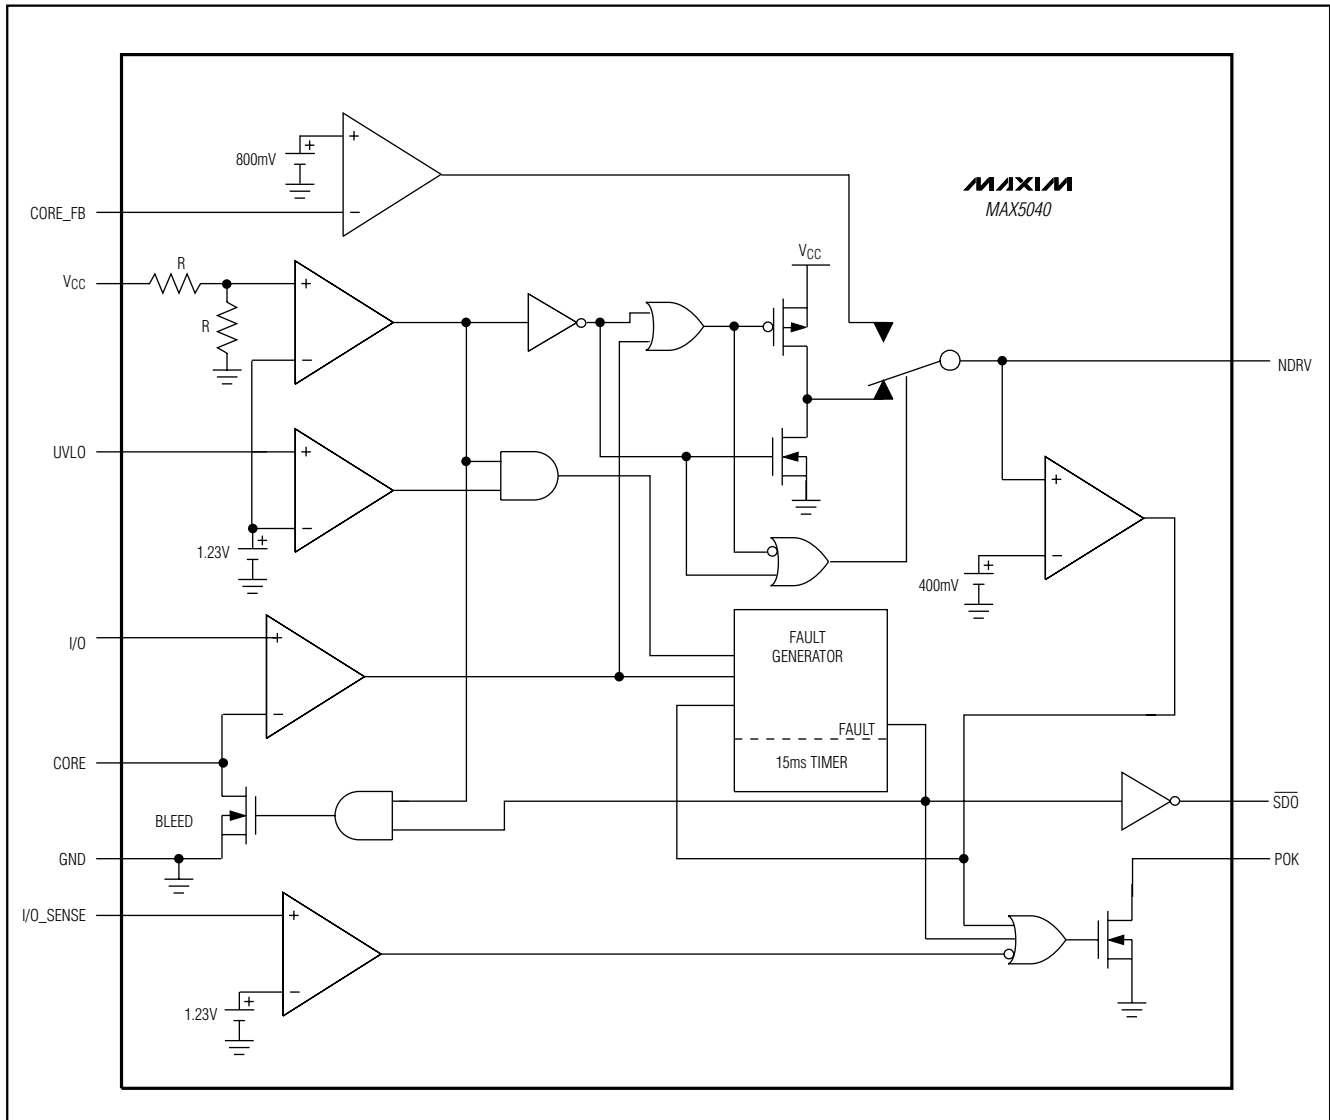 +
+
800mV
MAXIM
MAX5040
CORE_FB
−
VCC
R
VCC
+
R
−
NDRV
UVLO
+
+
−
1.23V
+
−
+
400mV
I/O
+
FAULT
GENERATOR
−
FAULT
CORE
15ms TIMER
SDO
BLEED
GND
POK
I/O_SENSE
+
−
+
1.23V